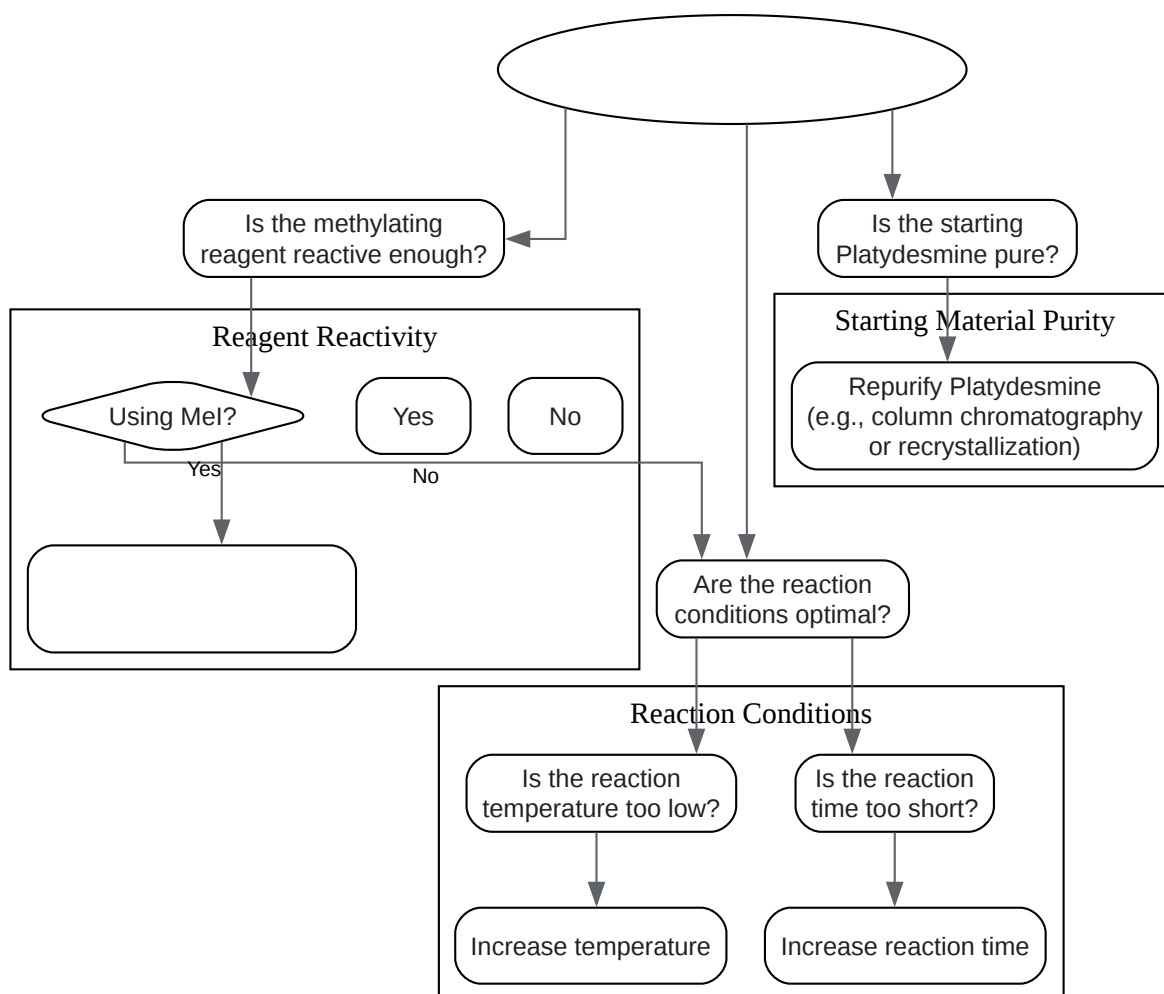 Is the methylating
reagent reactive enough?
Is the starting
Platydesmine pure?
Reagent Reactivity
Starting Material Purity
Using MeI?
Yes
No
Repurify Platydesmine
(e.g., column chromatography
or recrystallization)
Yes
No
Are the reaction
conditions optimal?
Reaction Conditions
Is the reaction
temperature too low?
Is the reaction
time too short?
Increase temperature
Increase reaction time